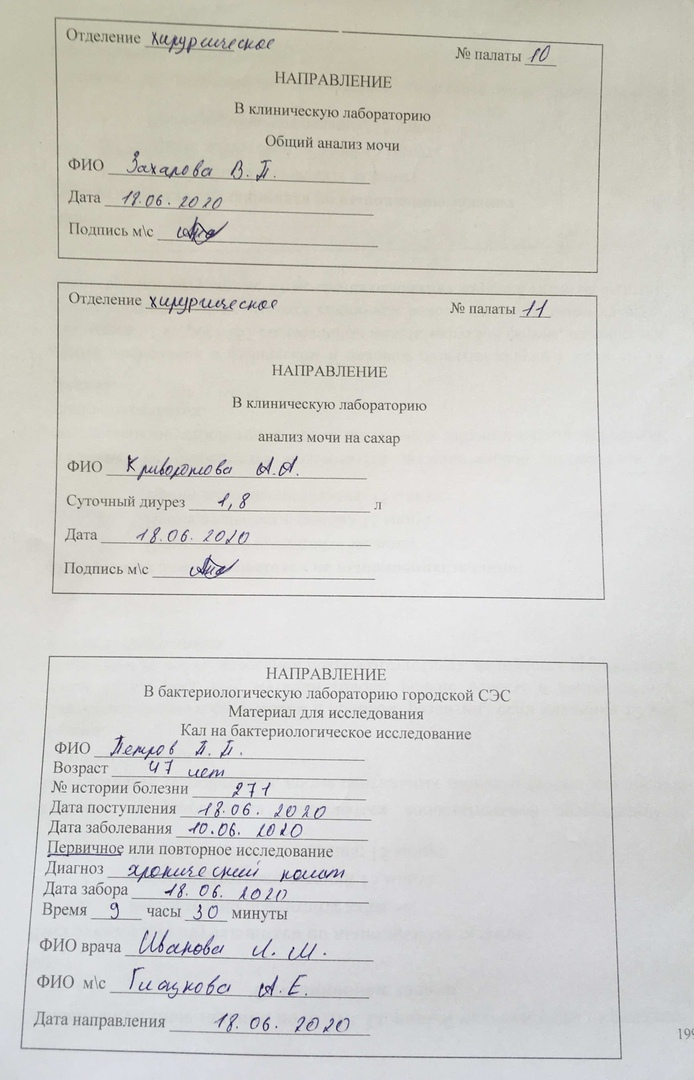 Отделение хирургическое № палаты 10
НАПРАВЛЕНИЕ
В клиническую лабораторию
Общий анализ мочи
ФИО Захарова В.П.
Дата 18.06.2020
Подпись м\с
Отделение хирургическое № палаты 11
НАПРАВЛЕНИЕ
В клиническую лабораторию
анализ мочи на сахар
ФИО А.А.
Суточный диурез 1,8 л
Дата 18.06.2020
Подпись м\с
НАПРАВЛЕНИЕ
В бактериологическую лабораторию городской СЭС
Материал для исследования
Кал на бактериологическое исследование
ФИО Петров П.П.
Возраст 47 лет
№ истории болезни 271
Дата поступления 18.06.2020
Дата заболевания 10.06.2020
Первичное или повторное исследование
Диагноз хронический колит
Дата забора 18.06.2020
Время 9 часы 30 минуты
ФИО врача Иванова Л.М.
ФИО м\с Глазкова А.Е.
Дата направления 18.06.2020
199